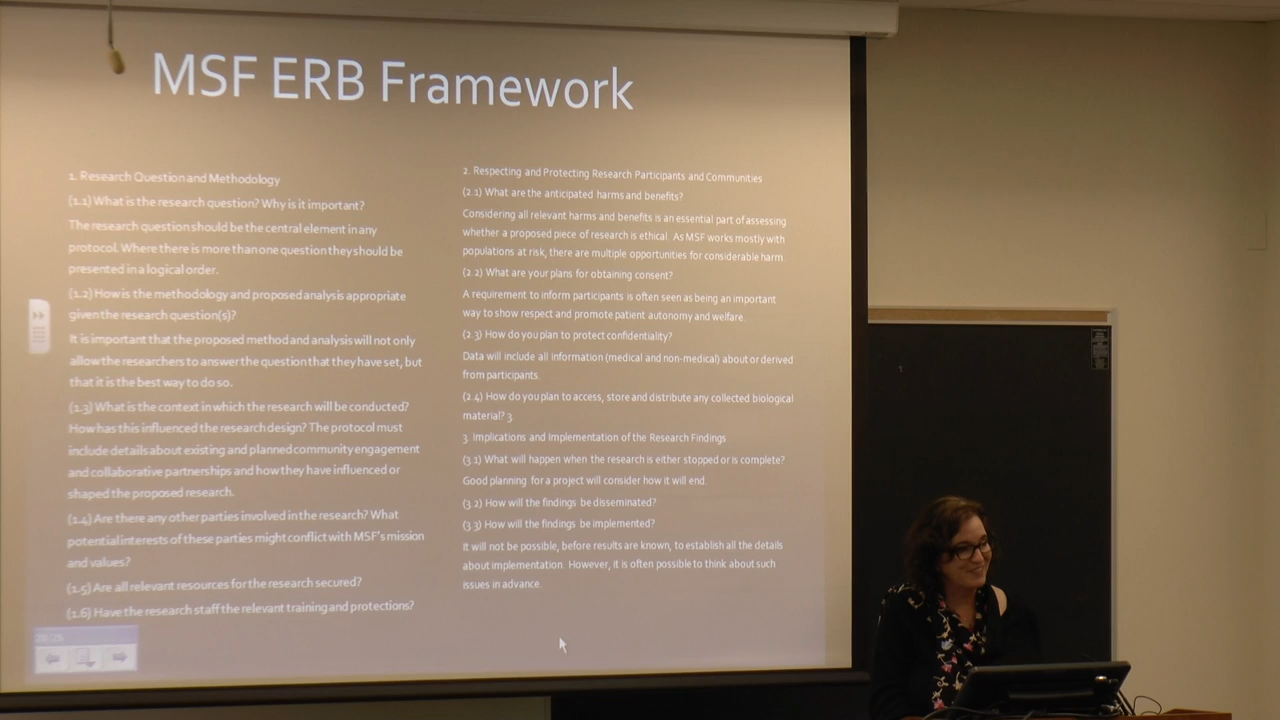 MSF ERB Framework
1. Research Question and Methodology
(1.1) What is the research question? Why is it important?
The research question should be the central element in any
protocol. Where there is more than one question they should be
presented in a logical order.
(1.2) How is the methodology and proposed analysis appropriate
given the research question(s)?
It is important that the proposed method and analysis will not only
allow the researchers to answer the question that they have set, but
that it is the best way to do so.
(1.3) What is the context in which the research will be conducted?
How has this influenced the research design? The protocol must
include details about existing and planned community engagement
and collaborative partnerships and how they have influenced or
shaped the proposed research.
(1.4) Are there any other parties involved in the research? What
potential interests of these parties might conflict with MSF's mission
and values?
(1.5) Are all relevant resources for the research secured?
(1.6) Have the research staff the relevant training and protections?
2. Respecting and Protecting Research Participants and Communities
(2.1) What are the anticipated harms and benefits?
Considering all relevant harms and benefits is an essential part of assessing
whether a proposed piece of research is ethical. As MSF works mostly with
populations at risk, there are multiple opportunities for considerable harm.
(2.2) What are your plans for obtaining consent?
A requirement to inform participants is often seen as being an important
way to show respect and promote patient autonomy and welfare.
(2.3) How do you plan to protect confidentiality?
Data will include all information (medical and non-medical) about or derived
from participants.
(2.4) How do you plan to access, store and distribute any collected biological
material? 3.
3. Implications and Implementation of the Research Findings
(3.1) What will happen when the research is either stopped or is complete?
Good planning for a project will consider how it will end.
(3.2) How will the findings be disseminated?
(3.3) How will the findings be implemented?
It will not be possible, before results are known, to establish all the details
about implementation. However, it is often possible to think about such
issues in advance.